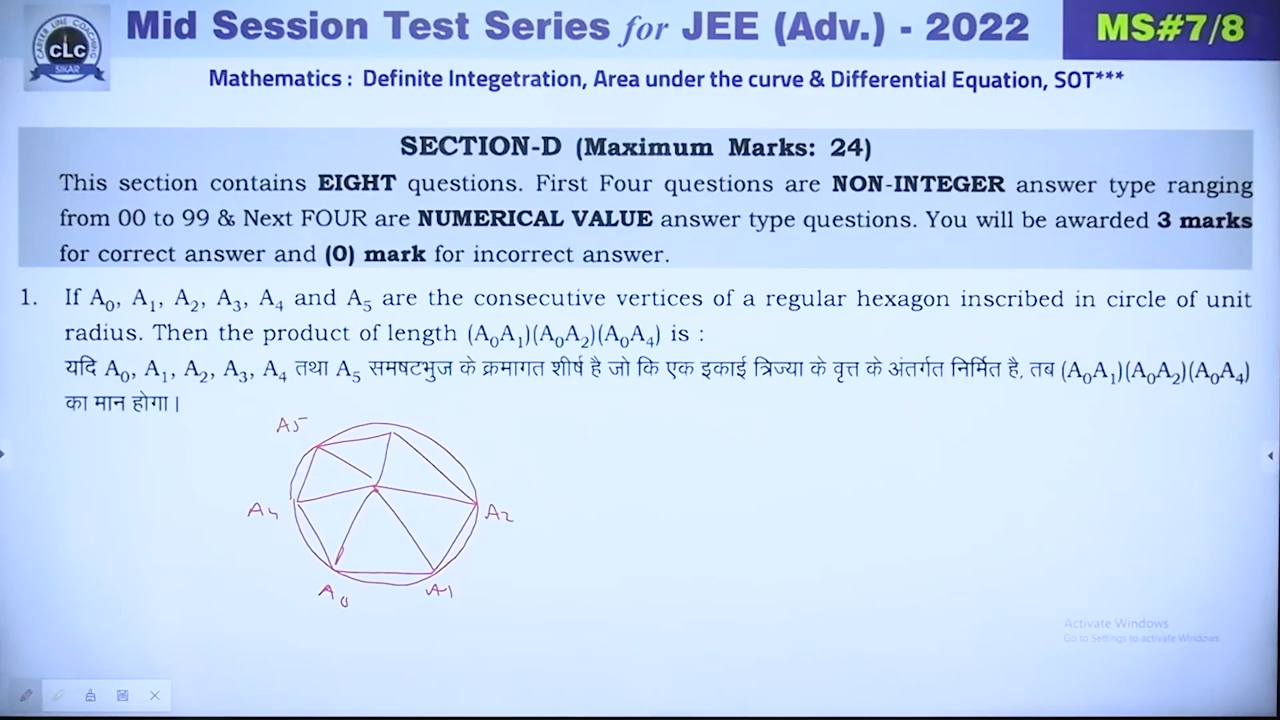 CAREER LINE COACHING
CLC
SIKAR
Mid Session Test Series for JEE (Adv.) - 2022
MS#7/8
Mathematics : Definite Integetration, Area under the curve & Differential Equation, SOT***
SECTION-D (Maximum Marks: 24)
This section contains EIGHT questions. First Four questions are NON-INTEGER answer type ranging
from 00 to 99 & Next FOUR are NUMERICAL VALUE answer type questions. You will be awarded 3 marks
for correct answer and (0) mark for incorrect answer.
1. If A₀, A₁, A₂, A₃, A₄ and A₅ are the consecutive vertices of a regular hexagon inscribed in circle of unit
radius. Then the product of length (A₀A₁)(A₀A₂)(A₀A₄) is :
यदि A₀, A₁, A₂, A₃, A₄ तथा A₅ समषटभुज के क्रमागत शीर्ष है जो कि एक इकाई त्रिज्या के वृत्त के अंतर्गत निर्मित है, तब (A₀A₁)(A₀A₂)(A₀A₄)
का मान होगा।
A5
A4
A2
A0
A1
Activate Windows
Go to Settings to activate Windows